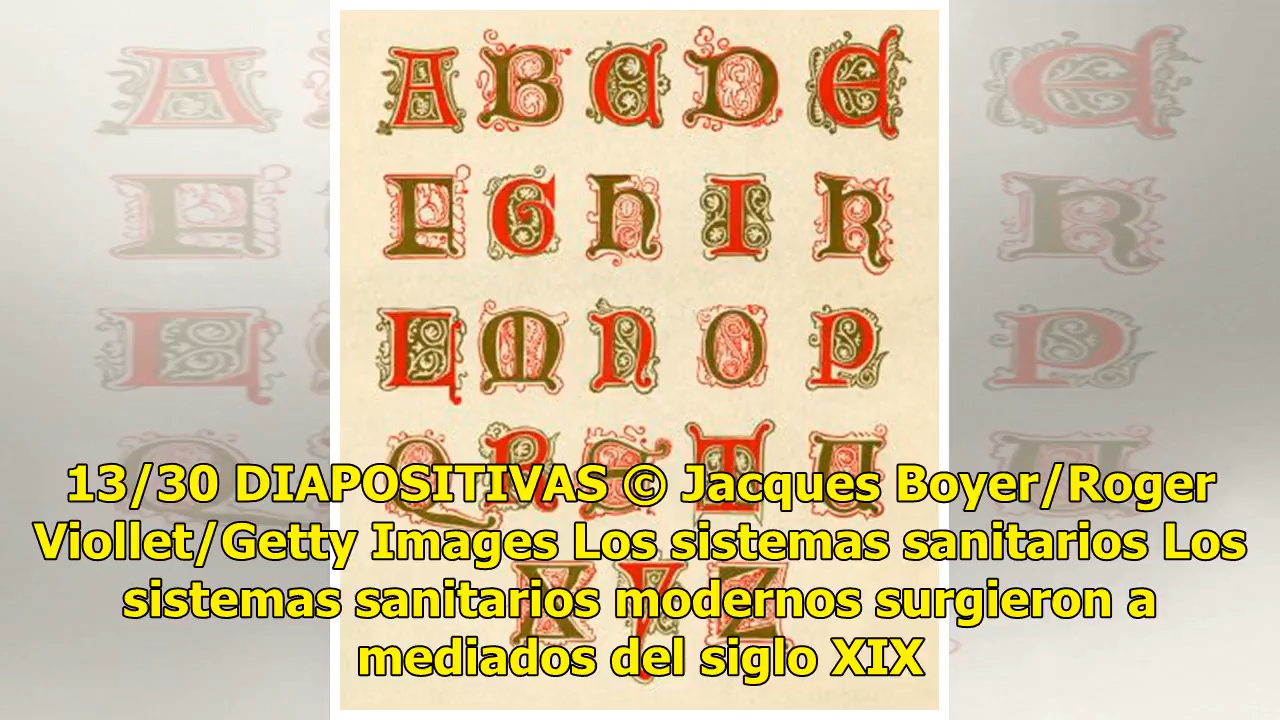 A B C D E
F G H I K
L M N O P
Q R S T U
X Y Z
13/30 DIAPOSITIVAS © Jacques Boyer/Roger
Viollet/Getty Images Los sistemas sanitarios Los
sistemas sanitarios modernos surgieron a
mediados del siglo XIX